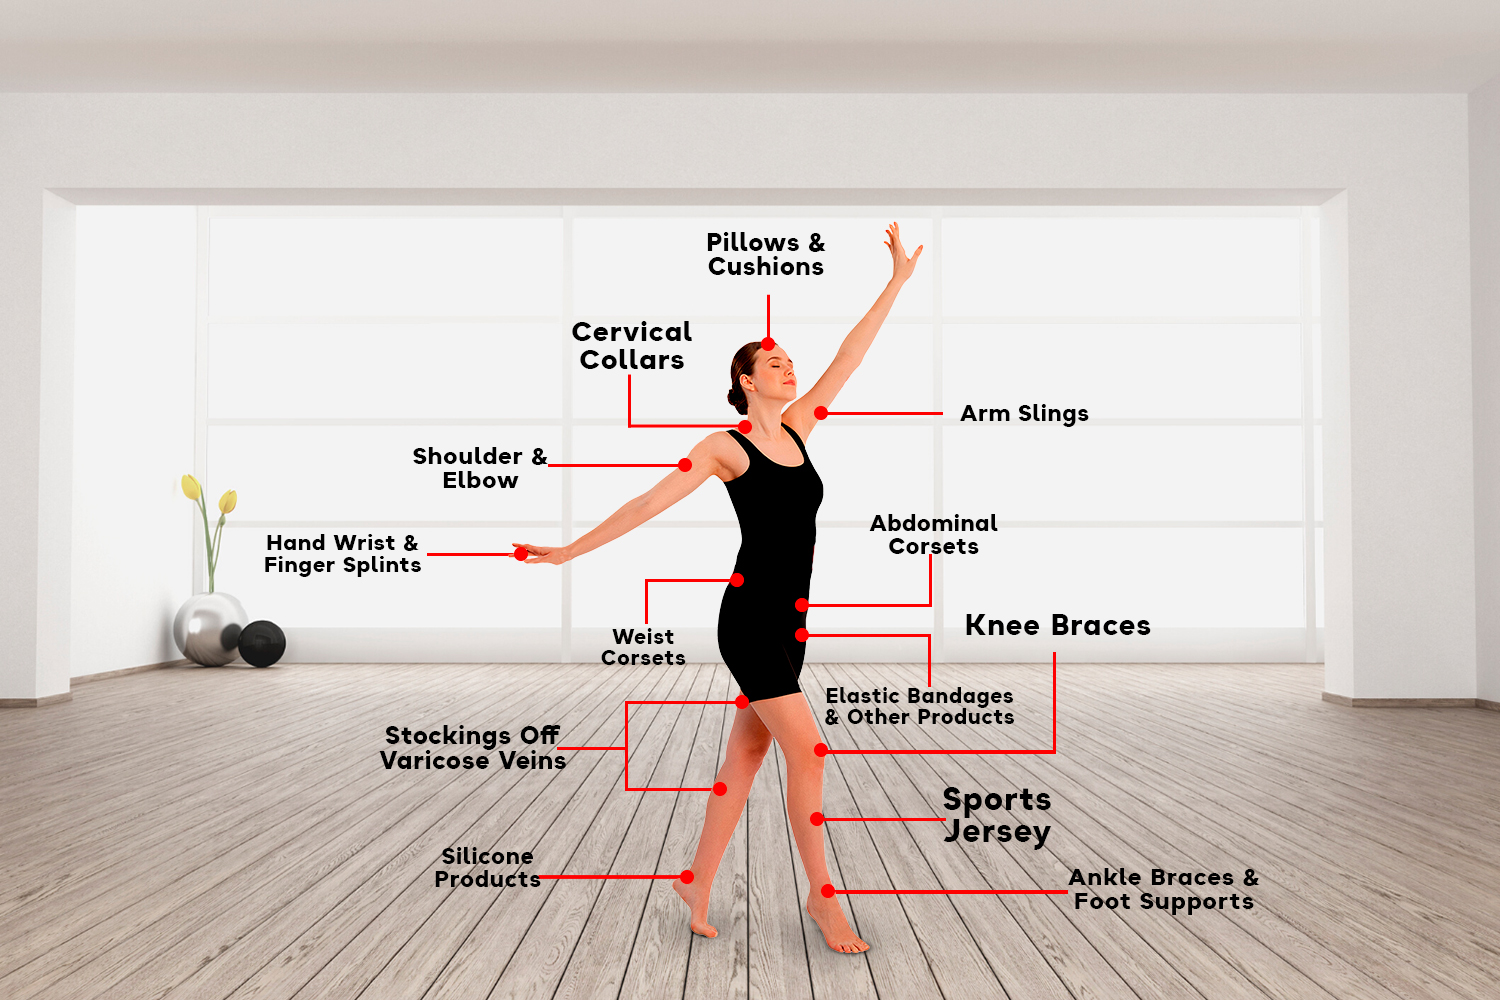 Pillows &
Cushions
Cervical
Collars
Arm Slings
Shoulder &
Elbow
Hand Wrist &
Finger Splints
Abdominal
Corsets
Weist
Corsets
Knee Braces
Elastic Bandages
& Other Products
Stockings Off
Varicose Veins
Sports
Jersey
Silicone
Products
Ankle Braces &
Foot Supports